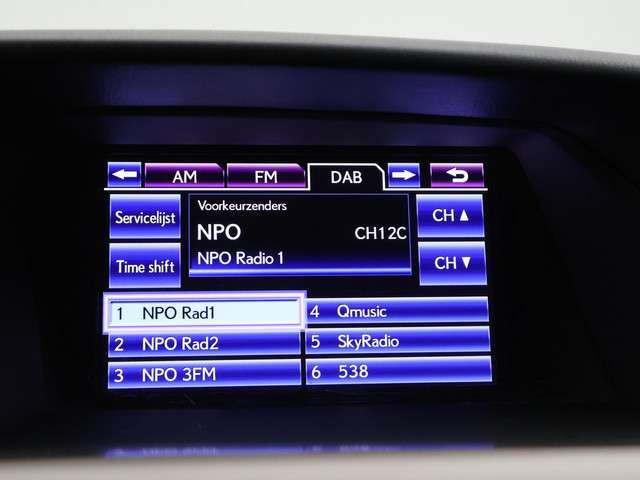 AM FM DAB
Servicelijst
Voorkeurzenders
NPO CH12C
NPO Radio 1
CH ▲
Time shift
CH ▼
1 NPO Rad1
2 NPO Rad2
3 NPO 3FM
4 Qmusic
5 SkyRadio
6 538